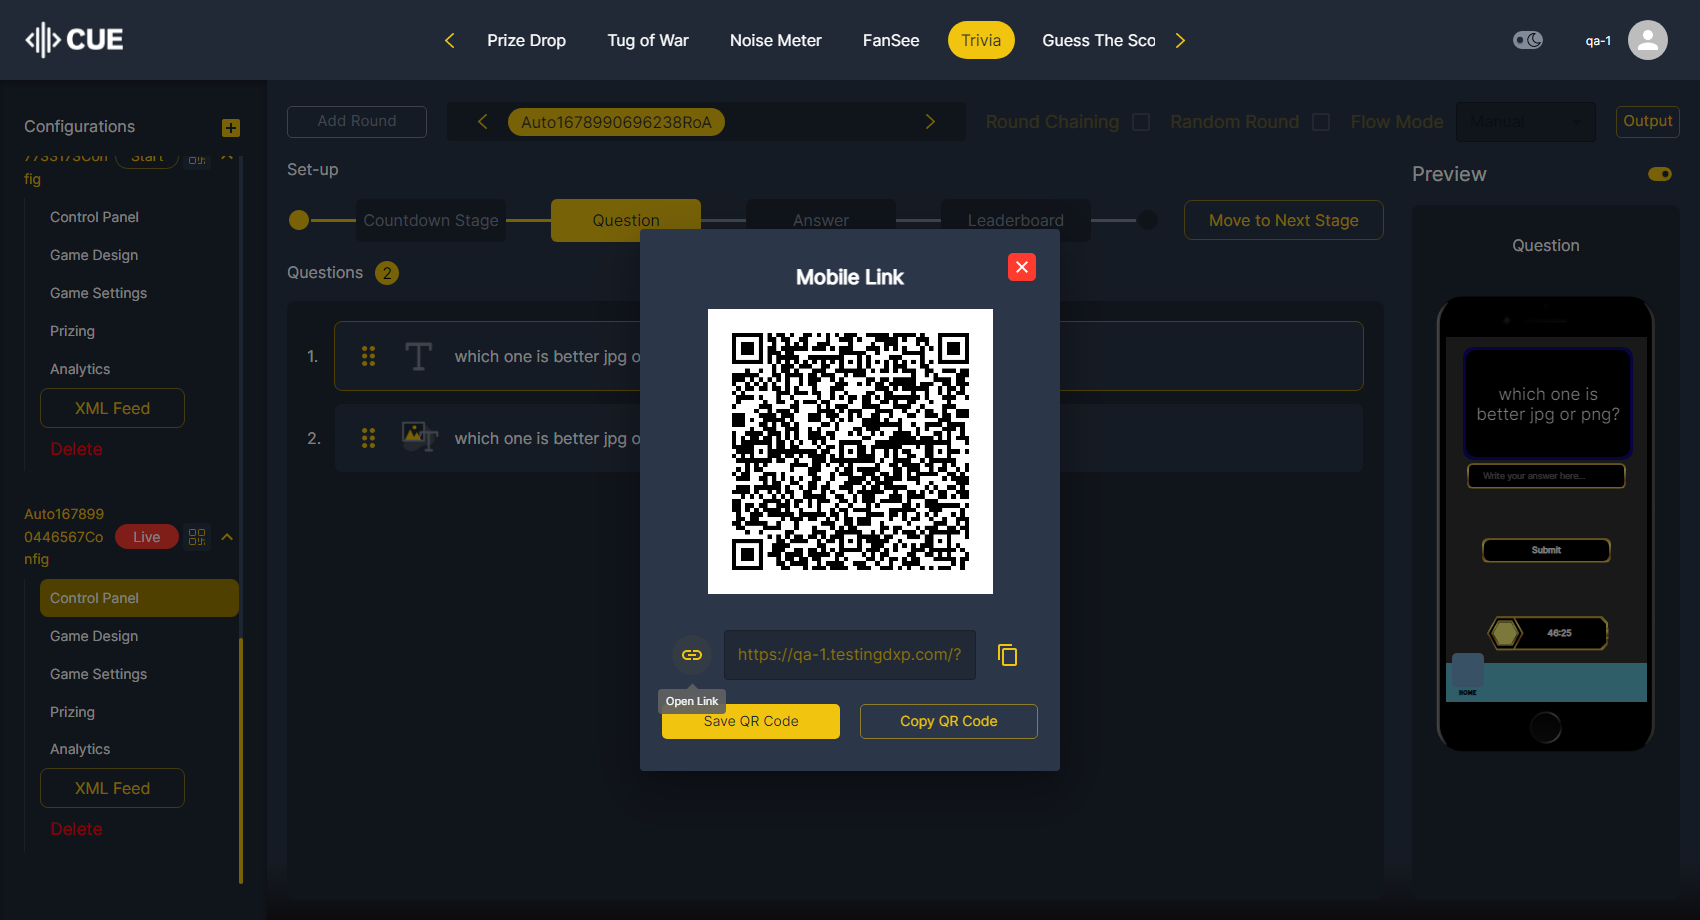 CUE
Prize Drop
Tug of War
Noise Meter
FanSee
Trivia
Guess The Sco
qa-1
Configurations
Start
fig
Control Panel
Game Design
Game Settings
Prizing
Analytics
XML Feed
Delete
Auto167899
0446567Co
nfig
Live
Control Panel
Game Design
Game Settings
Prizing
Analytics
XML Feed
Delete
Add Round
Auto1678990696238RoA
Round Chaining
Random Round
Flow Mode
Manual
Output
Set-up
Countdown Stage
Question
Answer
Leaderboard
Move to Next Stage
Questions 2
1.
which one is better jpg o
2.
which one is better jpg o
Mobile Link
https://qa-1.testingdxp.com/?
Open Link
Save QR Code
Copy QR Code
Preview
Question
which one is
better jpg or png?
Write your answer here...
Submit
46:25
HOME